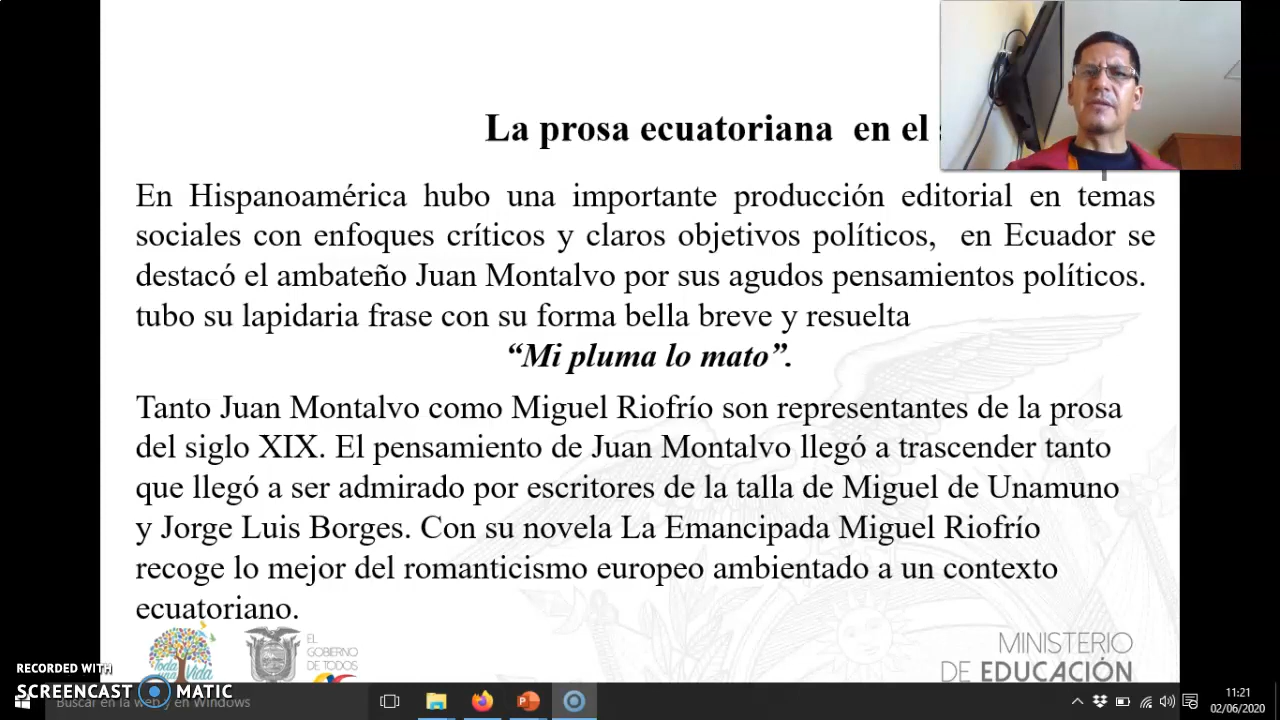 La prosa ecuatoriana  en el
En Hispanoamérica hubo una importante producción editorial en temas
sociales con enfoques críticos y claros objetivos políticos,  en Ecuador se
destacó el ambateño Juan Montalvo por sus agudos pensamientos políticos.
tubo su lapidaria frase con su forma bella breve y resuelta
“Mi pluma lo mato”.
Tanto Juan Montalvo como Miguel Riofrío son representantes de la prosa
del siglo XIX. El pensamiento de Juan Montalvo llegó a trascender tanto
que llegó a ser admirado por escritores de la talla de Miguel de Unamuno
y Jorge Luis Borges. Con su novela La Emancipada Miguel Riofrío
recoge lo mejor del romanticismo europeo ambientado a un contexto
ecuatoriano.
Toda una Vida
EL
GOBIERNO
DE TODOS
MINISTERIO
DE EDUCACIÓN
RECORDED WITH
SCREENCAST MATIC
Buscar en la web y en Windows
11:21
02/06/2020